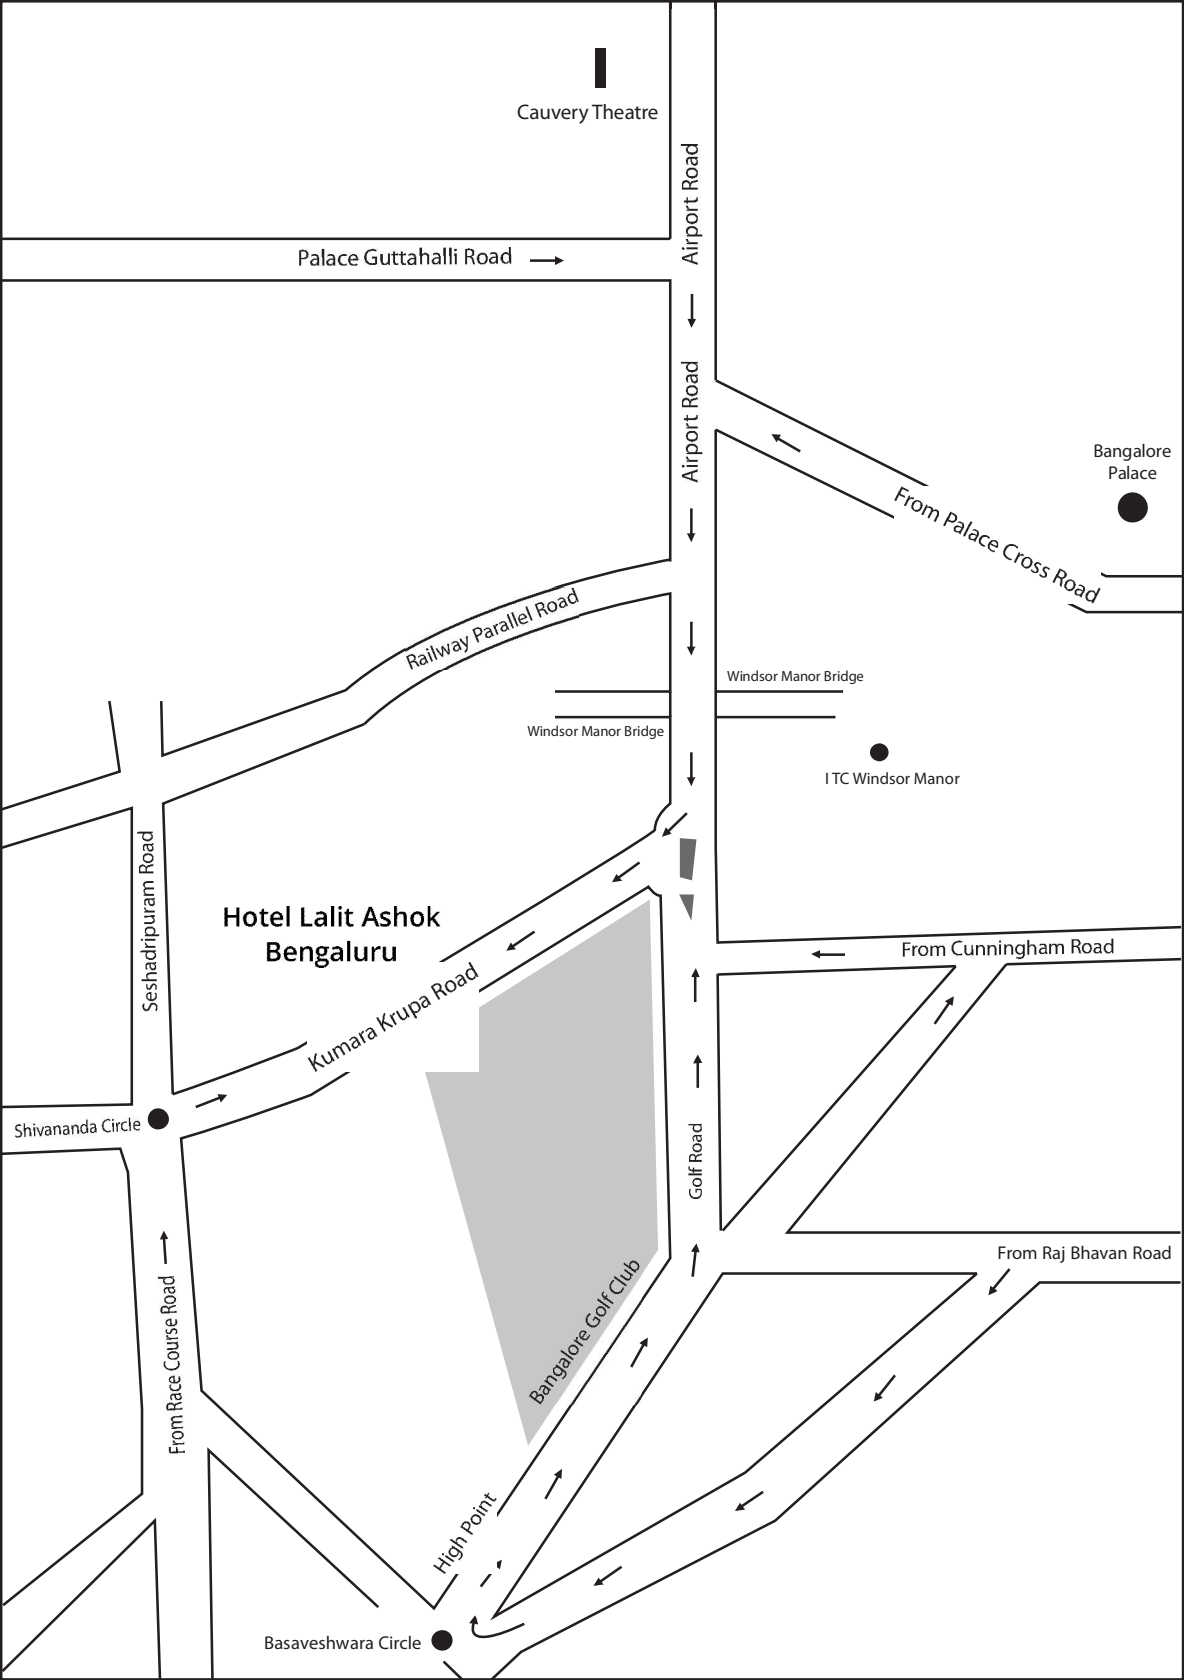 Cauvery Theatre
Airport Road
Palace Guttahalli Road
Airport Road
Bangalore
Palace
From Palace Cross Road
Railway Parallel Road
Windsor Manor Bridge
Windsor Manor Bridge
I TC Windsor Manor
Seshadripuram Road
Hotel Lalit Ashok
Bengaluru
From Cunningham Road
Kumara Krupa Road
Shivananda Circle
Golf Road
From Raj Bhavan Road
Bangalore Golf Club
From Race Course Road
High Point
Basaveshwara Circle